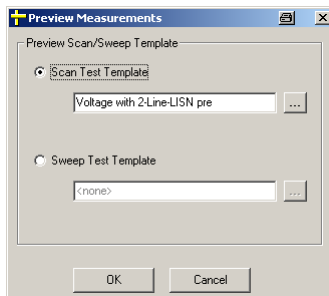 Preview Measurements
Preview Scan/Sweep Template
Scan Test Template
Voltage with 2-Line-LISN pre
...
Sweep Test Template
<none>
...
OK
Cancel